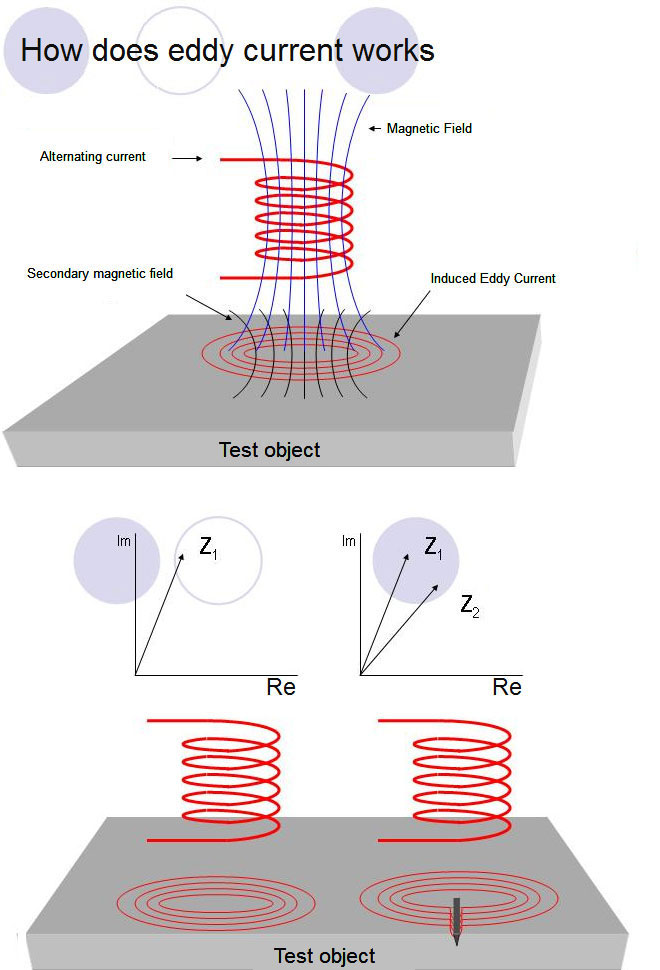 How does eddy current works
Magnetic Field
Alternating current
Secondary magnetic field
Induced Eddy Current
Test object
Im
Z1
Re
Im
Z1
Z2
Re
Test object